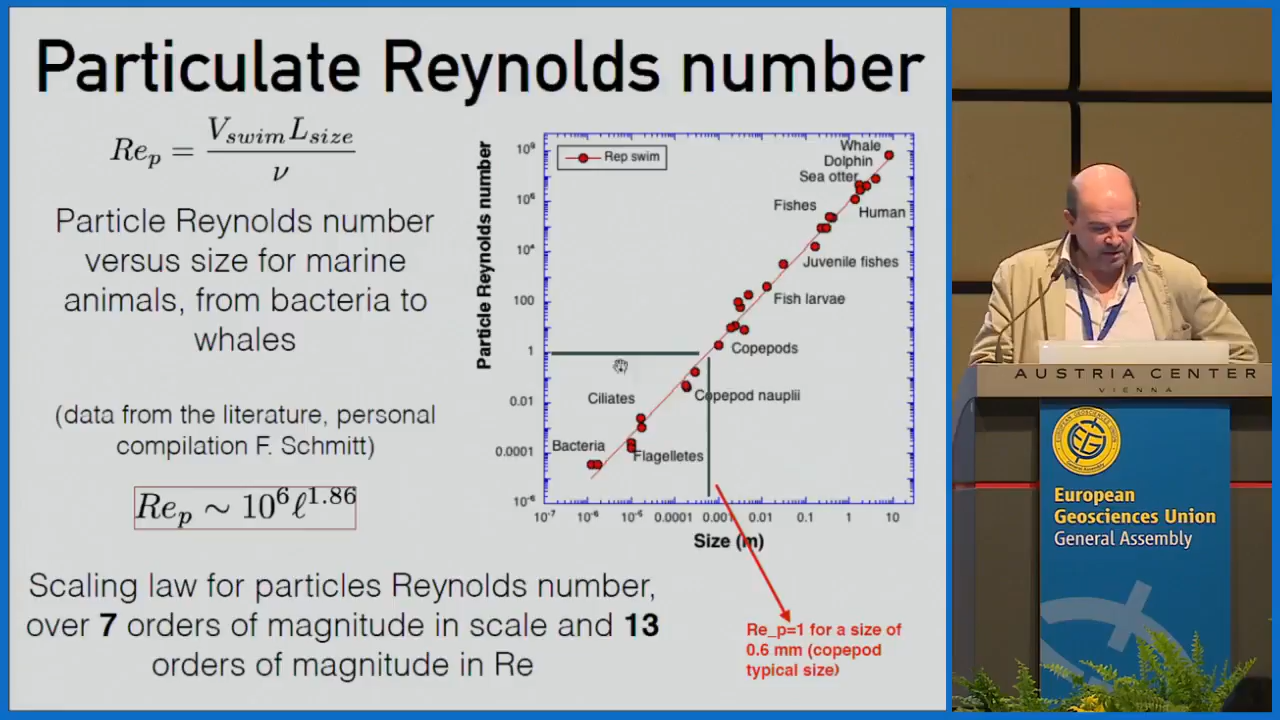 Particulate Reynolds number
Re_p = V_swim L_size / ν
Particle Reynolds number
versus size for marine
animals, from bacteria to
whales
(data from the literature, personal
compilation F. Schmitt)
Re_p ∼ 10^6 ℓ^1.86
Scaling law for particles Reynolds number,
over 7 orders of magnitude in scale and 13
orders of magnitude in Re
Particle Reynolds number
Rep swim
10^6
100
1
0.01
0.0001
Whale
Dolphin
Sea otter
Fishes
Human
Juvenile fishes
Fish larvae
Copepods
Copepod nauplii
Ciliates
Bacteria
Flagelletes
10^-7
10^-6
10^-5
0.0001
0.001
0.01
0.1
1
10
Size (m)
Re_p=1 for a size of
0.6 mm (copepod
typical size)
AUSTRIA CENTER
VIENNA
European
Geosciences Union
General Assembly